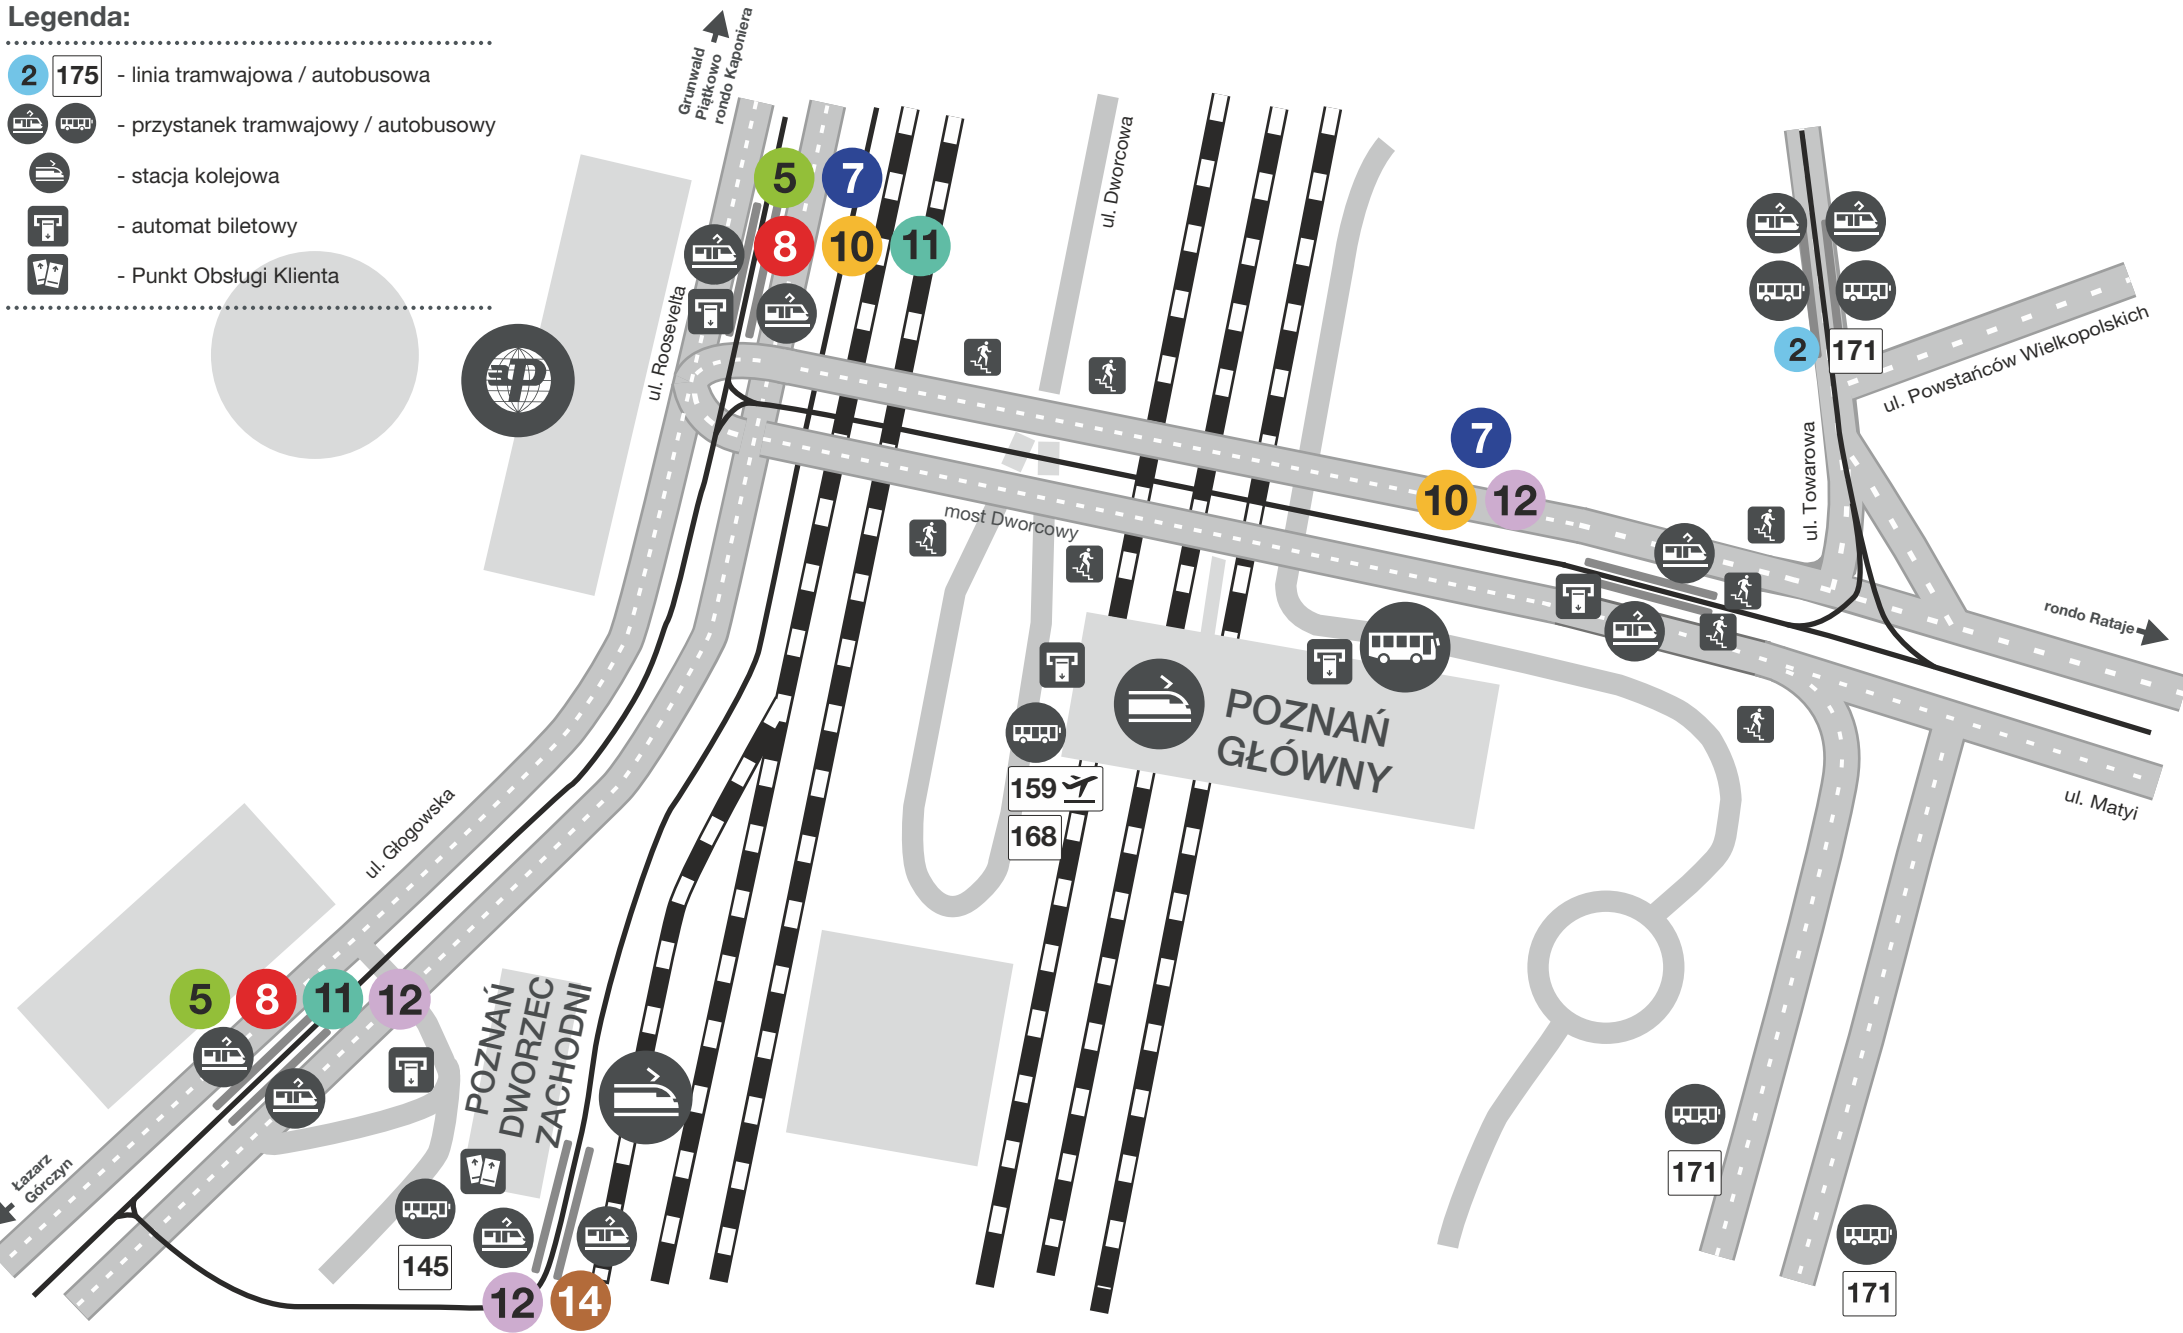 Legenda:
2 175 - linia tramwajowa / autobusowa
- przystanek tramwajowy / autobusowy
- stacja kolejowa
- automat biletowy
- Punkt Obsługi Klienta
Grunwald
Piątkowo
rondo Kaponiera
5 7
8 10 11
ul. Roosevelta
ul. Dworcowa
2 171
ul. Powstańców Wielkopolskich
ul. Towarowa
7
10 12
most Dworcowy
rondo Rataje
ul. Matyi
POZNAŃ
GŁÓWNY
159
168
ul. Głogowska
5 8 11 12
POZNAŃ
DWORZEC
ZACHODNI
Łazarz
Górczyn
145
12 14
171
171